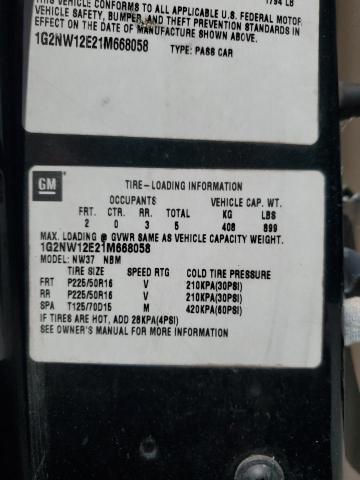 1794 LB
THIS VEHICLE CONFORMS TO ALL APPLICABLE U.S. FEDERAL MOTOR
VEHICLE SAFETY, BUMPER, AND THEFT PREVENTION STANDARDS IN
EFFECT ON THE DATE OF MANUFACTURE SHOWN ABOVE.
1G2NW12E21M668058
TYPE: PASS CAR
GM
TIRE-LOADING INFORMATION
OCCUPANTS VEHICLE CAP. WT.
FRT. CTR. RR. TOTAL KG LBS
2 0 3 5 408 899
MAX. LOADING @ GVWR SAME AS VEHICLE CAPACITY WEIGHT.
1G2NW12E21M668058
MODEL: NW37 NBM
TIRE SIZE SPEED RTG COLD TIRE PRESSURE
FRT P225/50R16 V 210KPA(30PSI)
RR P225/50R16 V 210KPA(30PSI)
SPA T125/70D15 M 420KPA(60PSI)
IF TIRES ARE HOT, ADD 28KPA(4PSI)
SEE OWNER'S MANUAL FOR MORE INFORMATION